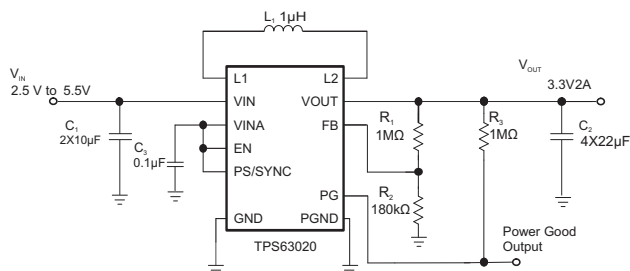 L1 1μH
VIN
2.5 V to 5.5V
C1
2X10μF
C3
0.1μF
L1
L2
VIN
VOUT
VINA
FB
EN
PS/SYNC
PG
GND
PGND
TPS63020
R1
1MΩ
R2
180kΩ
R3
1MΩ
VOUT
3.3V2A
C2
4X22μF
Power Good
Output